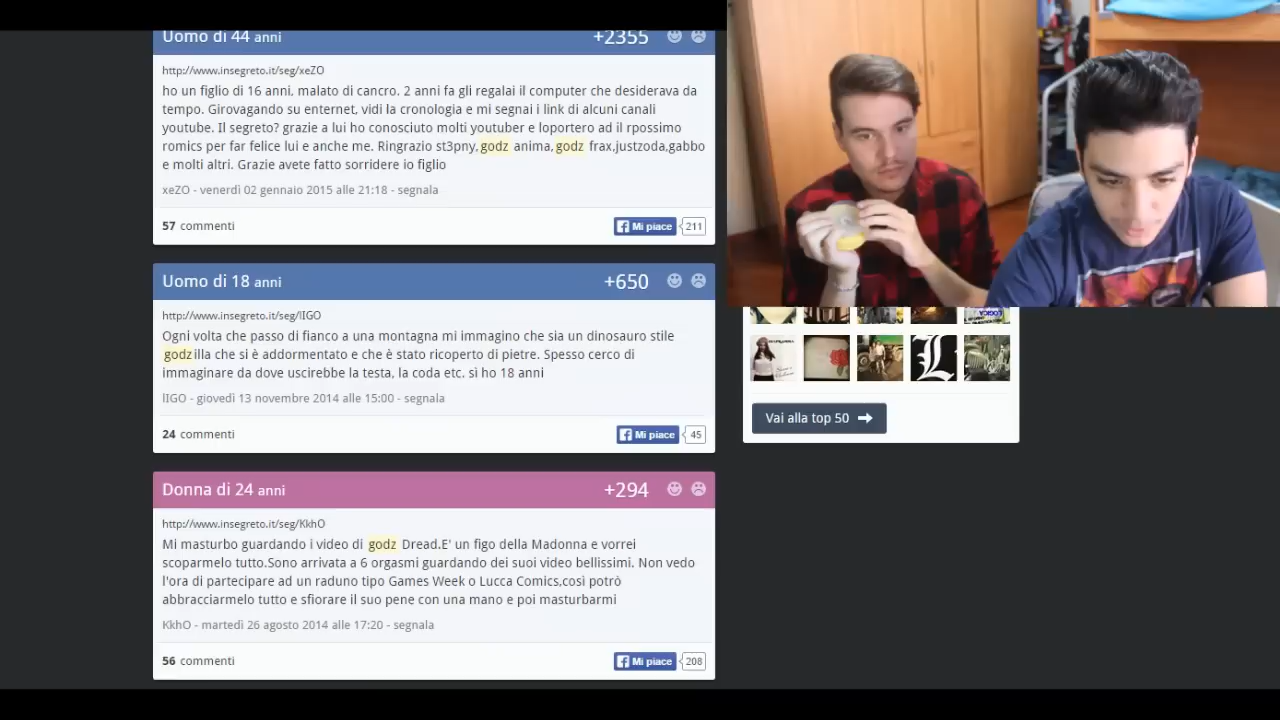 Uomo di 44 anni +2355
http://www.insegreto.it/seg/xeZO
ho un figlio di 16 anni. malato di cancro. 2 anni fa gli regalai il computer che desiderava da
tempo. Girovagando su enternet, vidi la cronologia e mi segnai i link di alcuni canali
youtube. Il segreto? grazie a lui ho conosciuto molti youtuber e loportero ad il rpossimo
romics per far felice lui e anche me. Ringrazio st3pny,godz anima,godz frax,justzoda,gabbo
e molti altri. Grazie avete fatto sorridere io figlio
xeZO - venerdì 02 gennaio 2015 alle 21:18 - segnala
57 commenti Mi piace 211
Uomo di 18 anni +650
http://www.insegreto.it/seg/lIGO
Ogni volta che passo di fianco a una montagna mi immagino che sia un dinosauro stile
godzilla che si è addormentato e che è stato ricoperto di pietre. Spesso cerco di
immaginare da dove uscirebbe la testa, la coda etc. sì ho 18 anni
lIGO - giovedì 13 novembre 2014 alle 15:00 - segnala
24 commenti Mi piace 45
Donna di 24 anni +294
http://www.insegreto.it/seg/KkhO
Mi masturbo guardando i video di godz Dread.E' un figo della Madonna e vorrei
scoparmelo tutto.Sono arrivata a 6 orgasmi guardando dei suoi video bellissimi. Non vedo
l'ora di partecipare ad un raduno tipo Games Week o Lucca Comics,così potrò
abbracciarmelo tutto e sfiorare il suo pene con una mano e poi masturbarmi
KkhO - martedì 26 agosto 2014 alle 17:20 - segnala
56 commenti Mi piace 208
L
Vai alla top 50